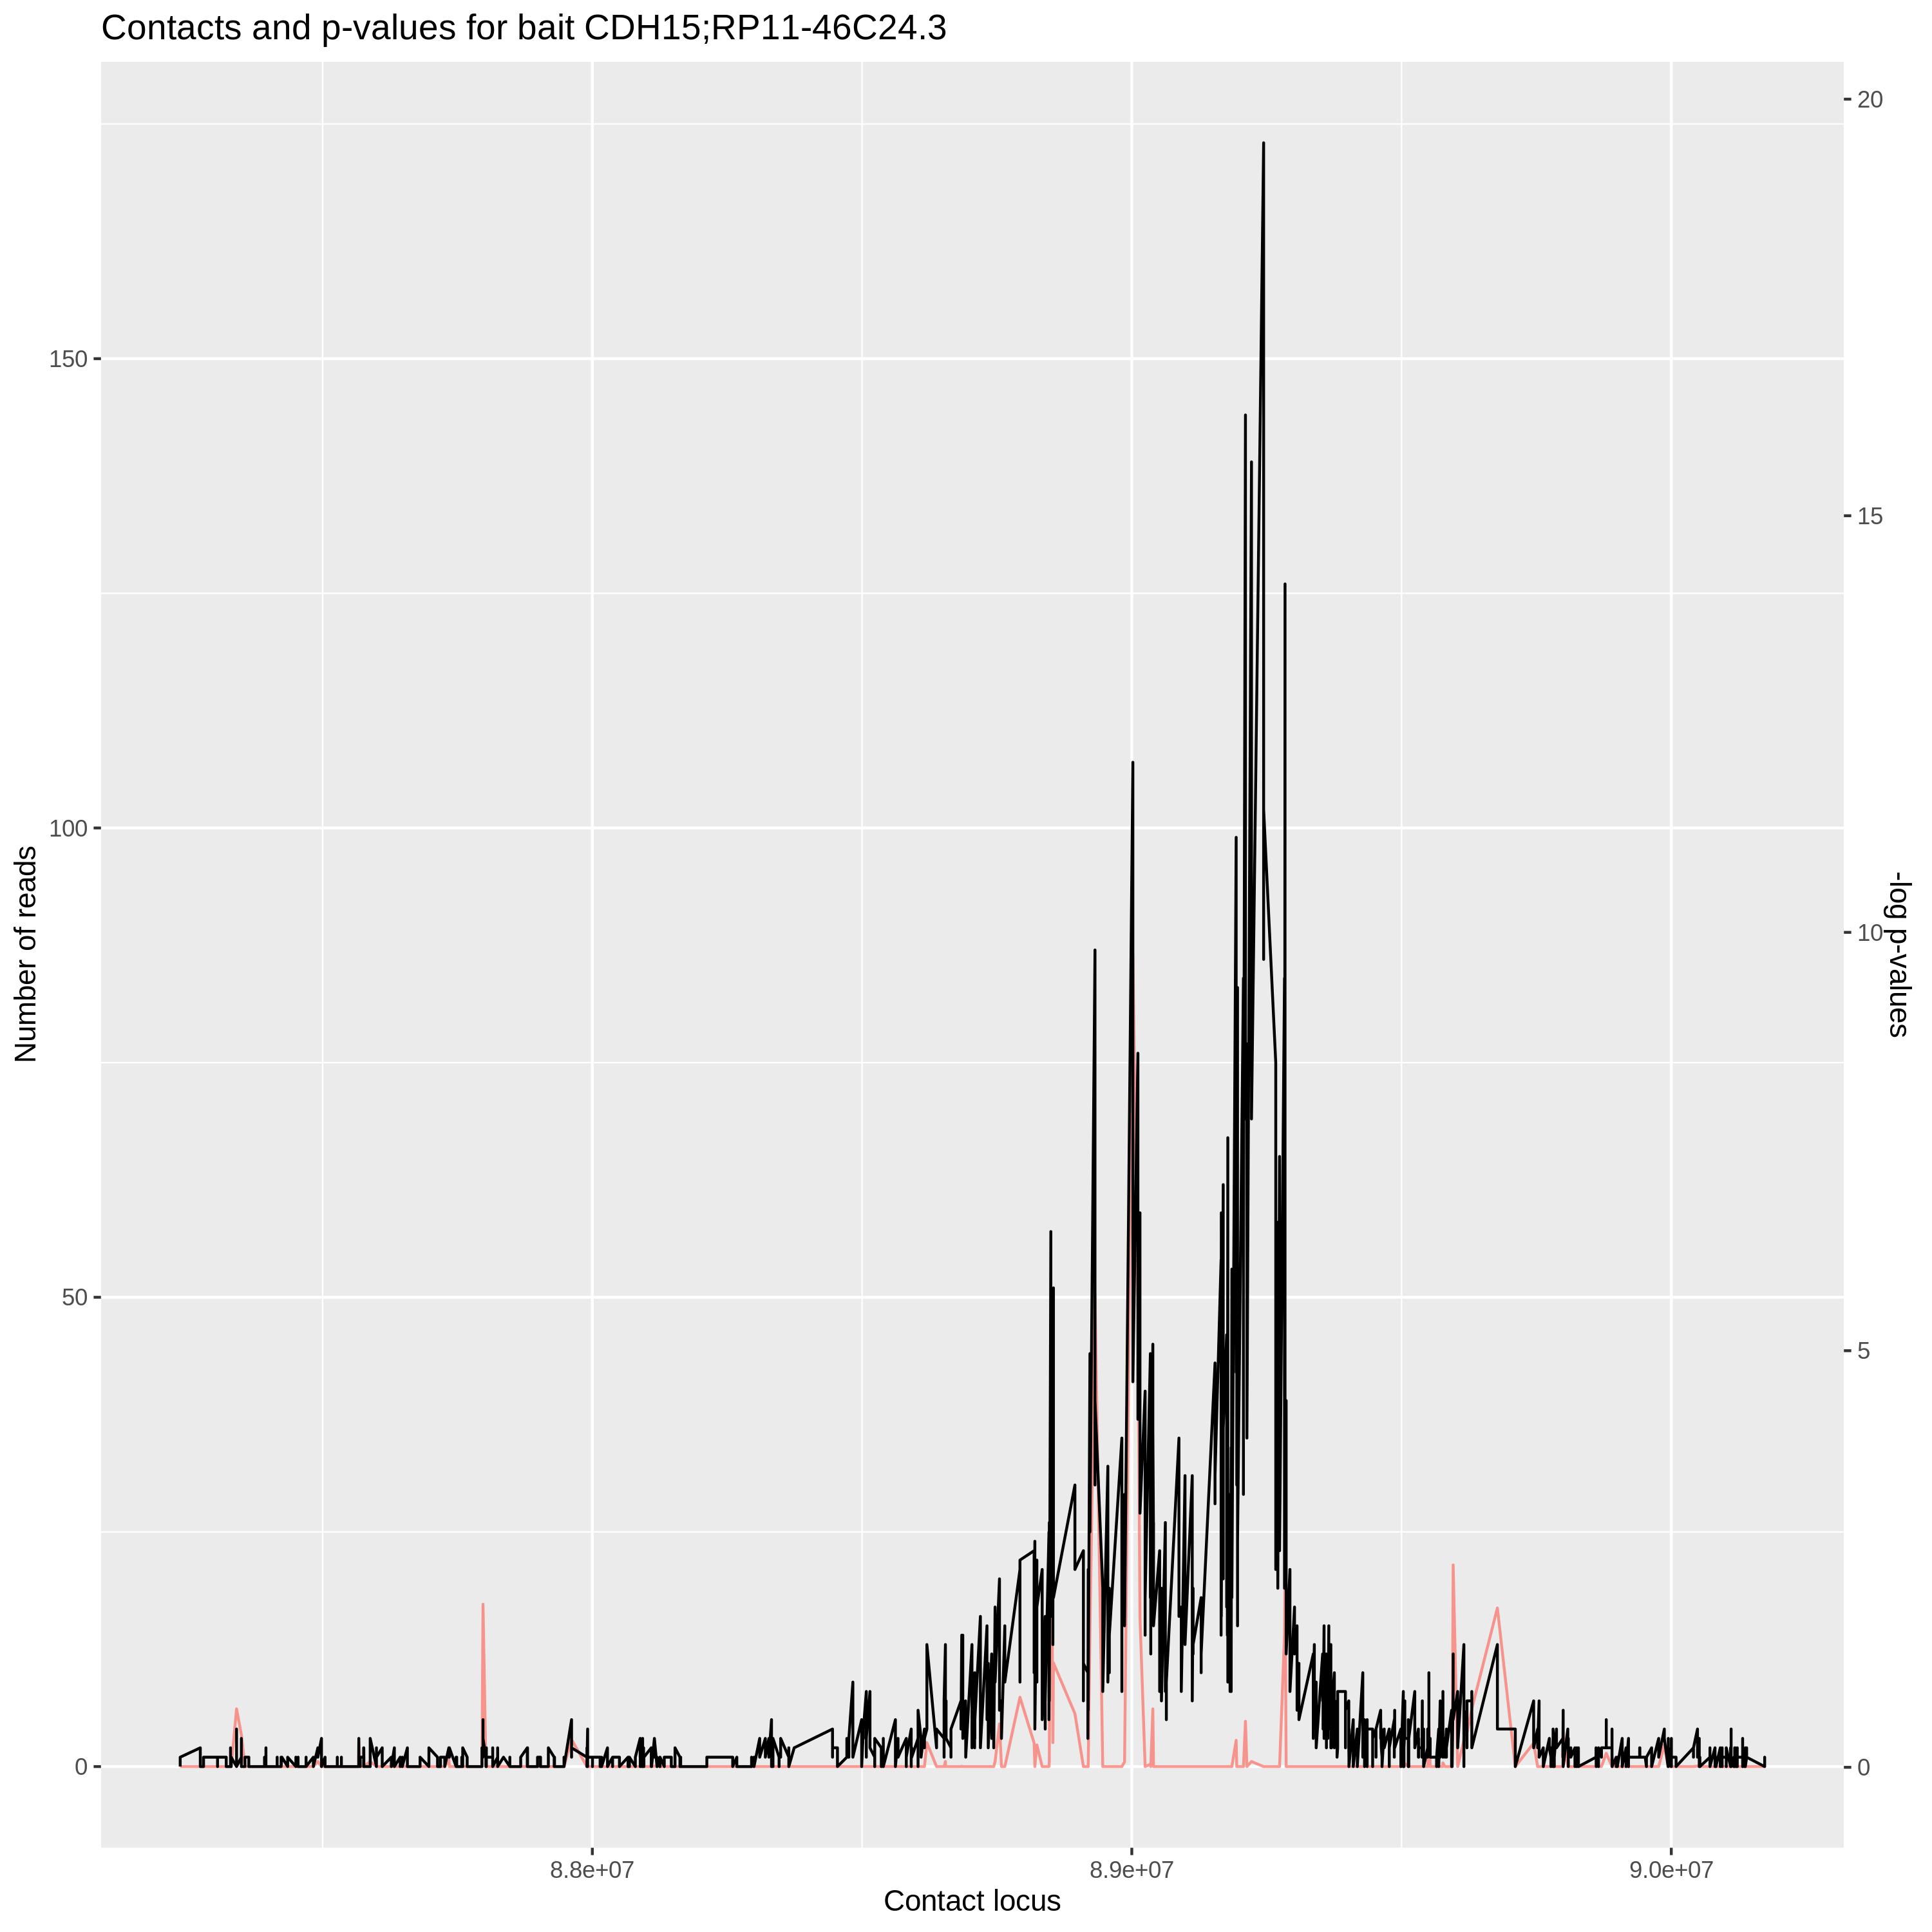 Contacts and p-values for bait CDH15;RP11-46C24.3
20
150
15
100
Number of reads
-log p-values
10
50
5
0
0
8.8e+07
8.9e+07
9.0e+07
Contact locus